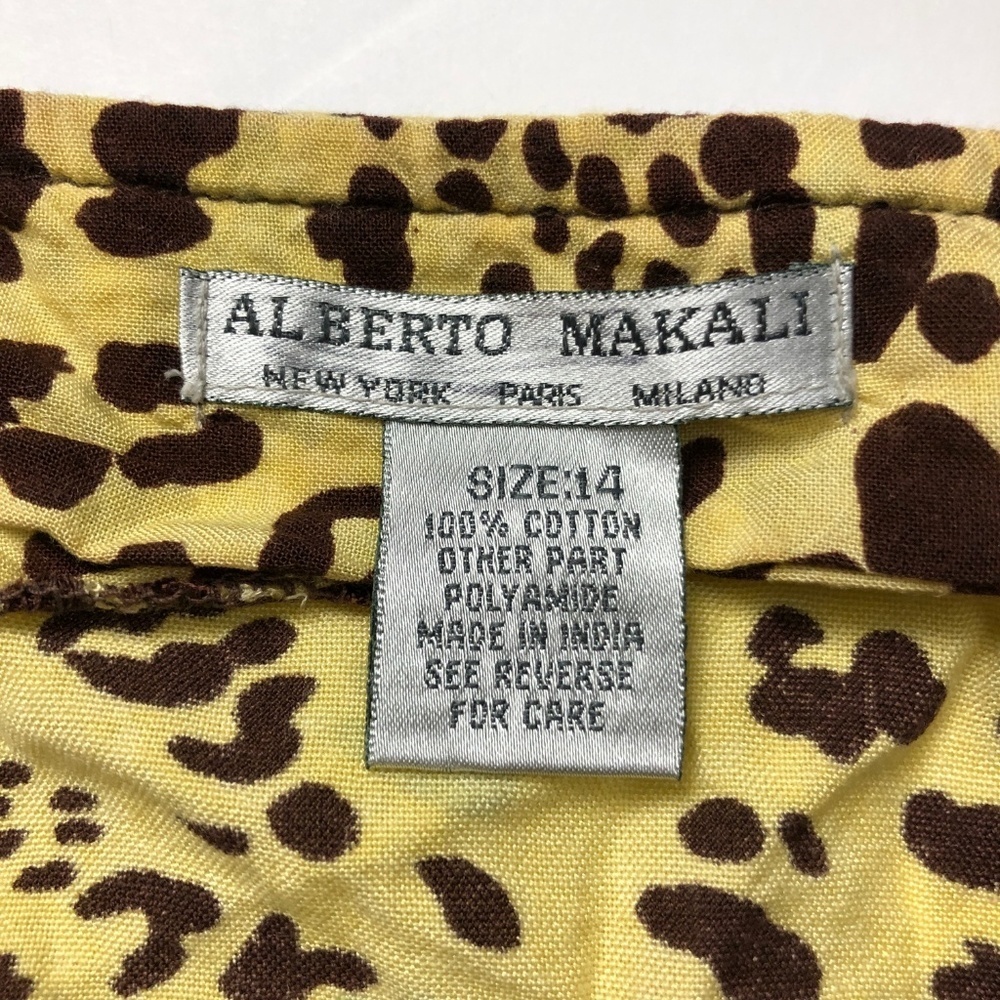 ALBERTO MAKALI
NEW YORK PARIS MILANO
SIZE:14
100% COTTON
OTHER PART
POLYAMIDE
MADE IN INDIA
SEE REVERSE
FOR CARE